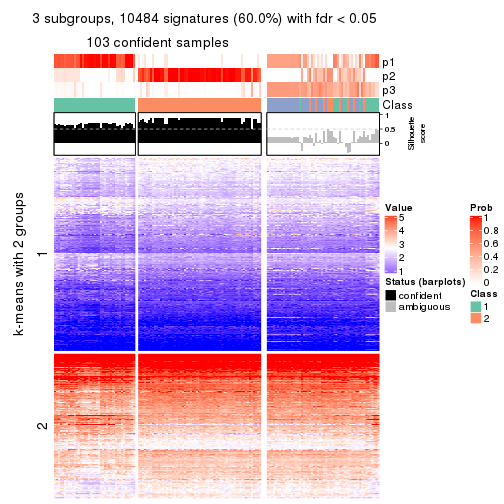 3 subgroups, 10484 signatures (60.0%) with fdr < 0.05
103 confident samples
p1
p2
p3
Class
1
0.5
0
Silhouette
score
k-means with 2 groups
1
2
Value
5
4
3
2
1
Status (barplots)
confident
ambiguous
Prob
1
0.8
0.6
0.4
0.2
0
Class
1
2